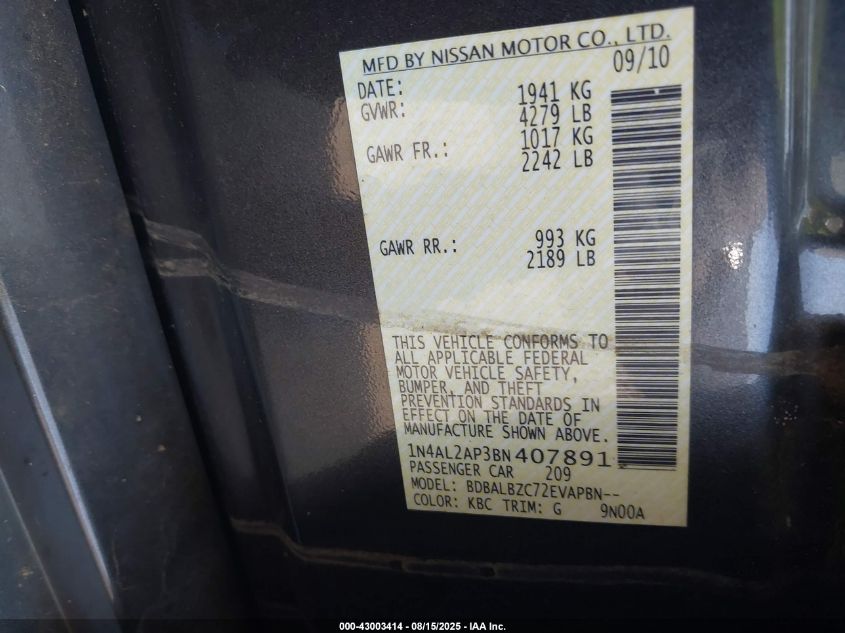 MFD BY NISSAN MOTOR CO., LTD.
DATE: 09/10
GVWR: 1941 KG
4279 LB
GAWR FR.: 1017 KG
2242 LB
GAWR RR.: 993 KG
2189 LB
THIS VEHICLE CONFORMS TO
ALL APPLICABLE FEDERAL
MOTOR VEHICLE SAFETY,
BUMPER, AND THEFT
PREVENTION STANDARDS IN
EFFECT ON THE DATE OF
MANUFACTURE SHOWN ABOVE.
1N4AL2AP3BN407891
PASSENGER CAR 209
MODEL: BDBALBZC72EVAPBN--
COLOR: KBC TRIM: G 9N00A
000-43003414 - 08/15/2025 - IAA Inc.